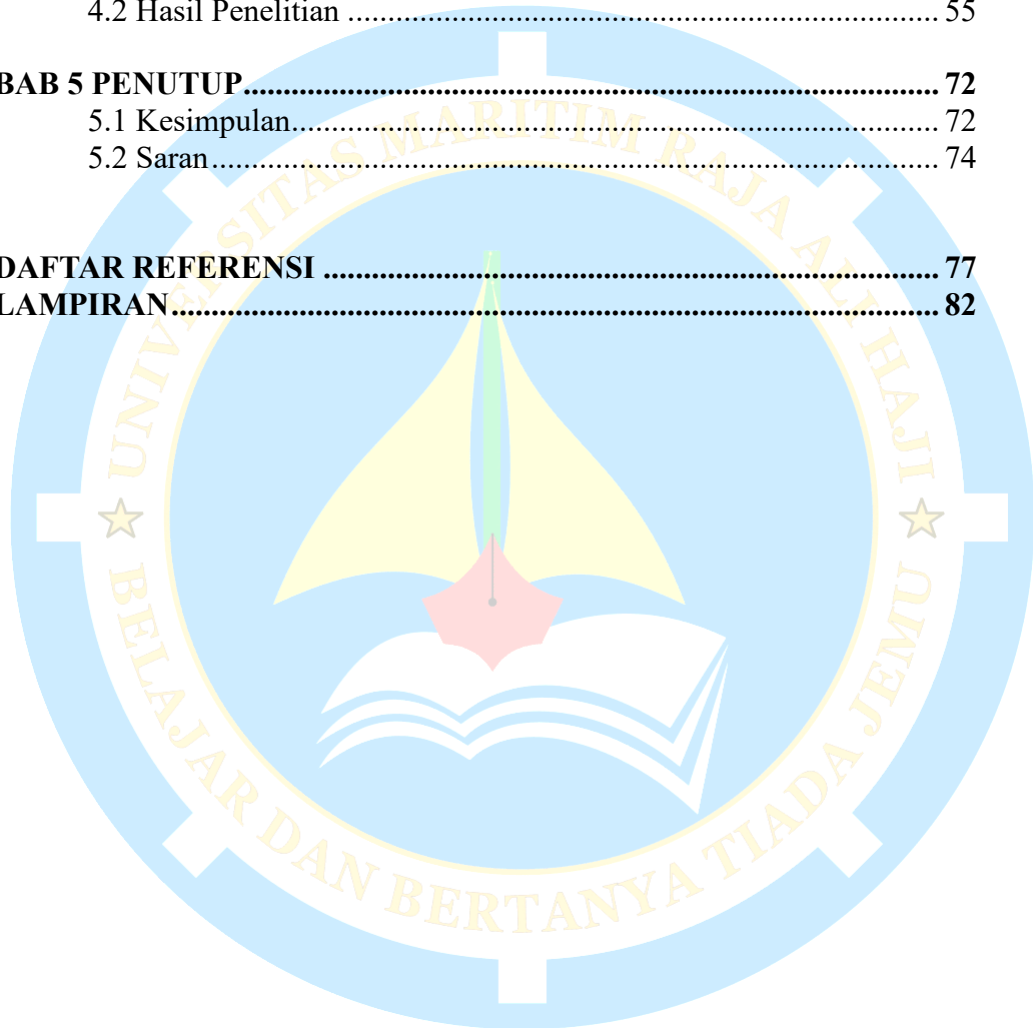 4.2 Hasil Penelitian ........................................................................... 55
BAB 5 PENUTUP....................................................................................... 72
5.1 Kesimpulan.................................................................................. 72
5.2 Saran............................................................................................ 74
DAFTAR REFERENSI ............................................................................. 77
LAMPIRAN................................................................................................ 82
UNIVERSITAS MARITIM RAJA ALI HAJI
BELAJAR DAN BERTANYA TIADA JEMU